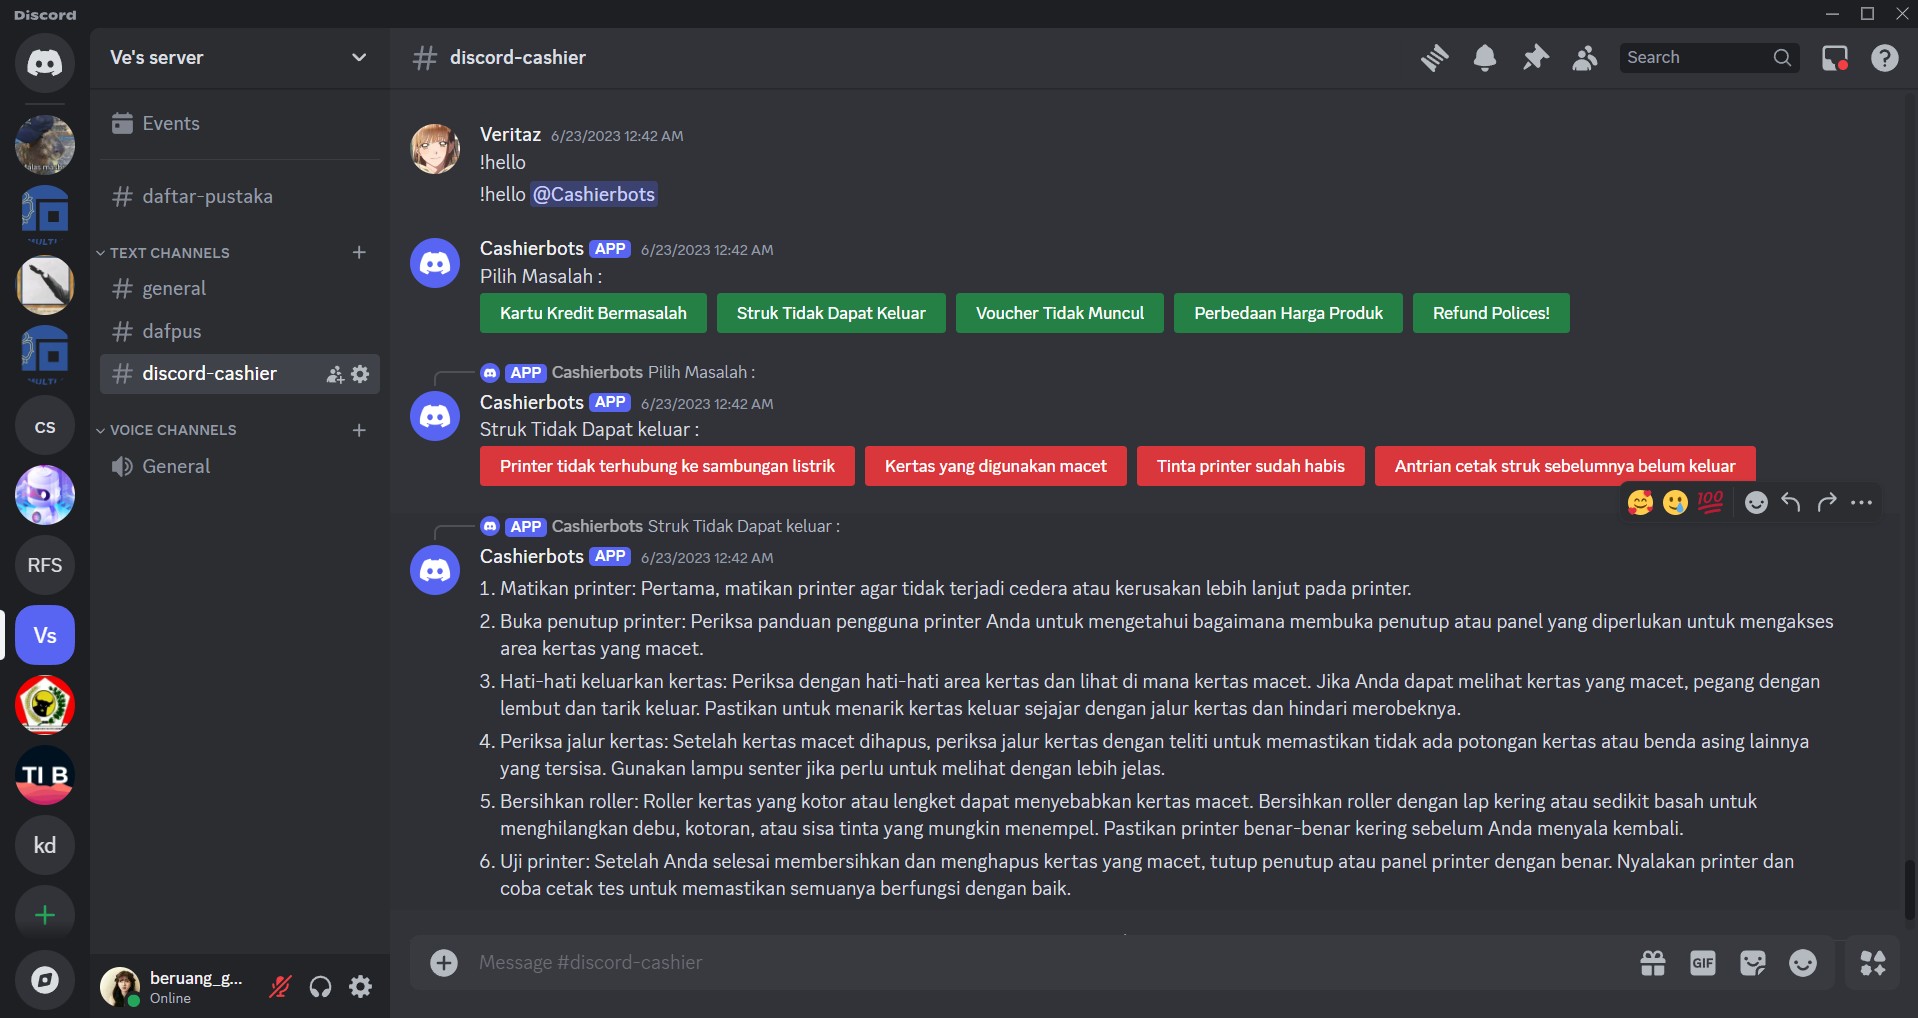 Discord
Ve's server
discord-cashier
Search
Events
daftar-pustaka
TEXT CHANNELS
general
dafpus
discord-cashier
VOICE CHANNELS
General
MULTI
MULTI
cs
RFS
Vs
TI B
kd
beruang_g...
Online
Veritaz 6/23/2023 12:42 AM
!hello
!hello @Cashierbots
Cashierbots APP 6/23/2023 12:42 AM
Pilih Masalah :
Kartu Kredit Bermasalah Struk Tidak Dapat Keluar Voucher Tidak Muncul Perbedaan Harga Produk Refund Polices!
APP Cashierbots Pilih Masalah :
Cashierbots APP 6/23/2023 12:42 AM
Struk Tidak Dapat keluar :
Printer tidak terhubung ke sambungan listrik Kertas yang digunakan macet Tinta printer sudah habis Antrian cetak struk sebelumnya belum keluar
100
APP Cashierbots Struk Tidak Dapat keluar :
Cashierbots APP 6/23/2023 12:42 AM
1. Matikan printer: Pertama, matikan printer agar tidak terjadi cedera atau kerusakan lebih lanjut pada printer.
2. Buka penutup printer: Periksa panduan pengguna printer Anda untuk mengetahui bagaimana membuka penutup atau panel yang diperlukan untuk mengakses
area kertas yang macet.
3. Hati-hati keluarkan kertas: Periksa dengan hati-hati area kertas dan lihat di mana kertas macet. Jika Anda dapat melihat kertas yang macet, pegang dengan
lembut dan tarik keluar. Pastikan untuk menarik kertas keluar sejajar dengan jalur kertas dan hindari merobeknya.
4. Periksa jalur kertas: Setelah kertas macet dihapus, periksa jalur kertas dengan teliti untuk memastikan tidak ada potongan kertas atau benda asing lainnya
yang tersisa. Gunakan lampu senter jika perlu untuk melihat dengan lebih jelas.
5. Bersihkan roller: Roller kertas yang kotor atau lengket dapat menyebabkan kertas macet. Bersihkan roller dengan lap kering atau sedikit basah untuk
menghilangkan debu, kotoran, atau sisa tinta yang mungkin menempel. Pastikan printer benar-benar kering sebelum Anda menyala kembali.
6. Uji printer: Setelah Anda selesai membersihkan dan menghapus kertas yang macet, tutup penutup atau panel printer dengan benar. Nyalakan printer dan
coba cetak tes untuk memastikan semuanya berfungsi dengan baik.
Message #discord-cashier
GIF